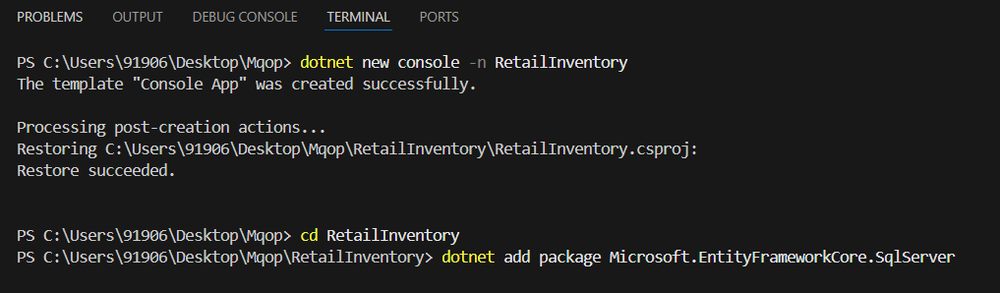 PROBLEMS OUTPUT DEBUG CONSOLE TERMINAL PORTS
PS C:\Users\91906\Desktop\Mqop> dotnet new console -n RetailInventory
The template "Console App" was created successfully.
Processing post-creation actions...
Restoring C:\Users\91906\Desktop\Mqop\RetailInventory\RetailInventory.csproj:
Restore succeeded.
PS C:\Users\91906\Desktop\Mqop> cd RetailInventory
PS C:\Users\91906\Desktop\Mqop\RetailInventory> dotnet add package Microsoft.EntityFrameworkCore.SqlServer